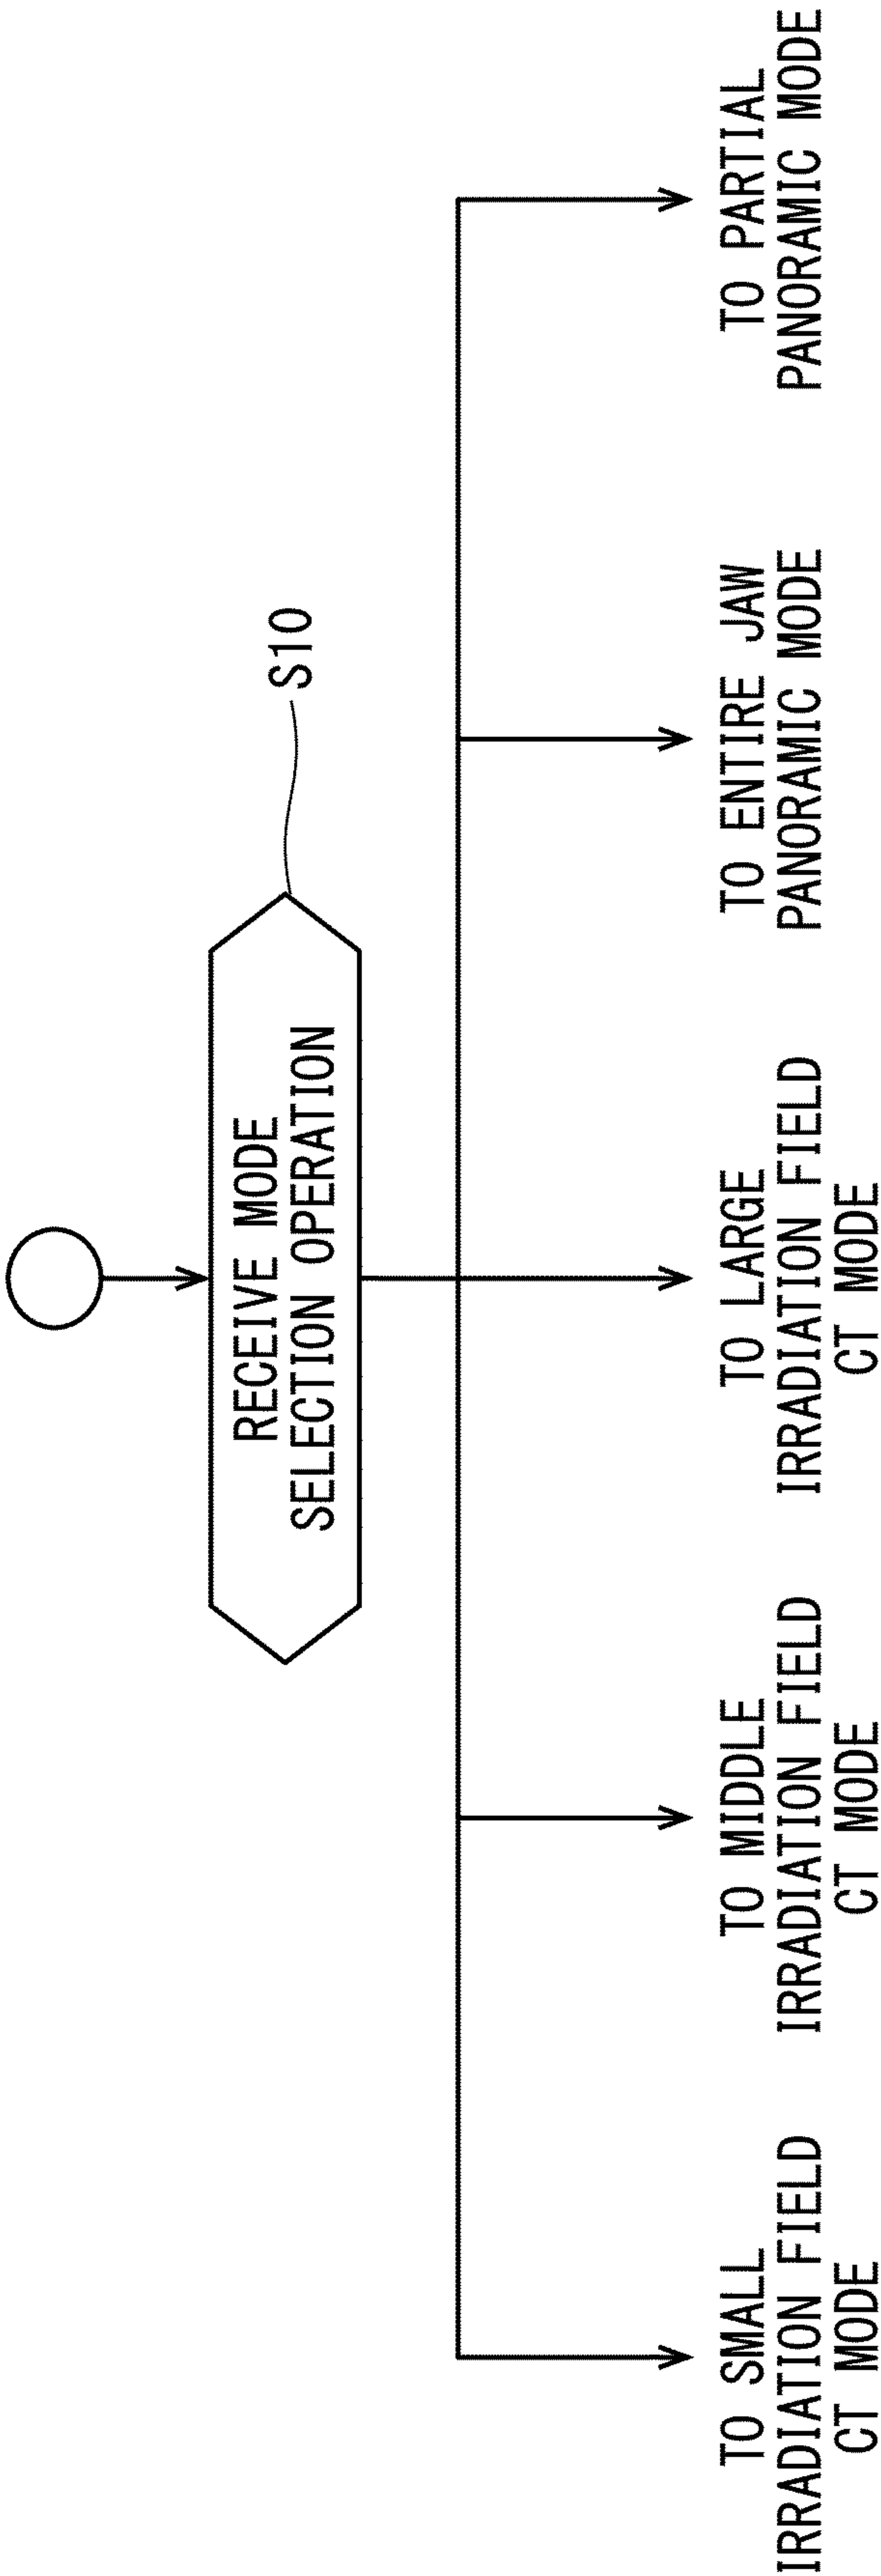 RECEIVE MODE
SELECTION OPERATION
S10
TO SMALL
IRRADIATION FIELD
CT MODE
TO MIDDLE
IRRADIATION FIELD
CT MODE
TO LARGE
IRRADIATION FIELD
CT MODE
TO ENTIRE JAW
PANORAMIC MODE
TO PARTIAL
PANORAMIC MODE